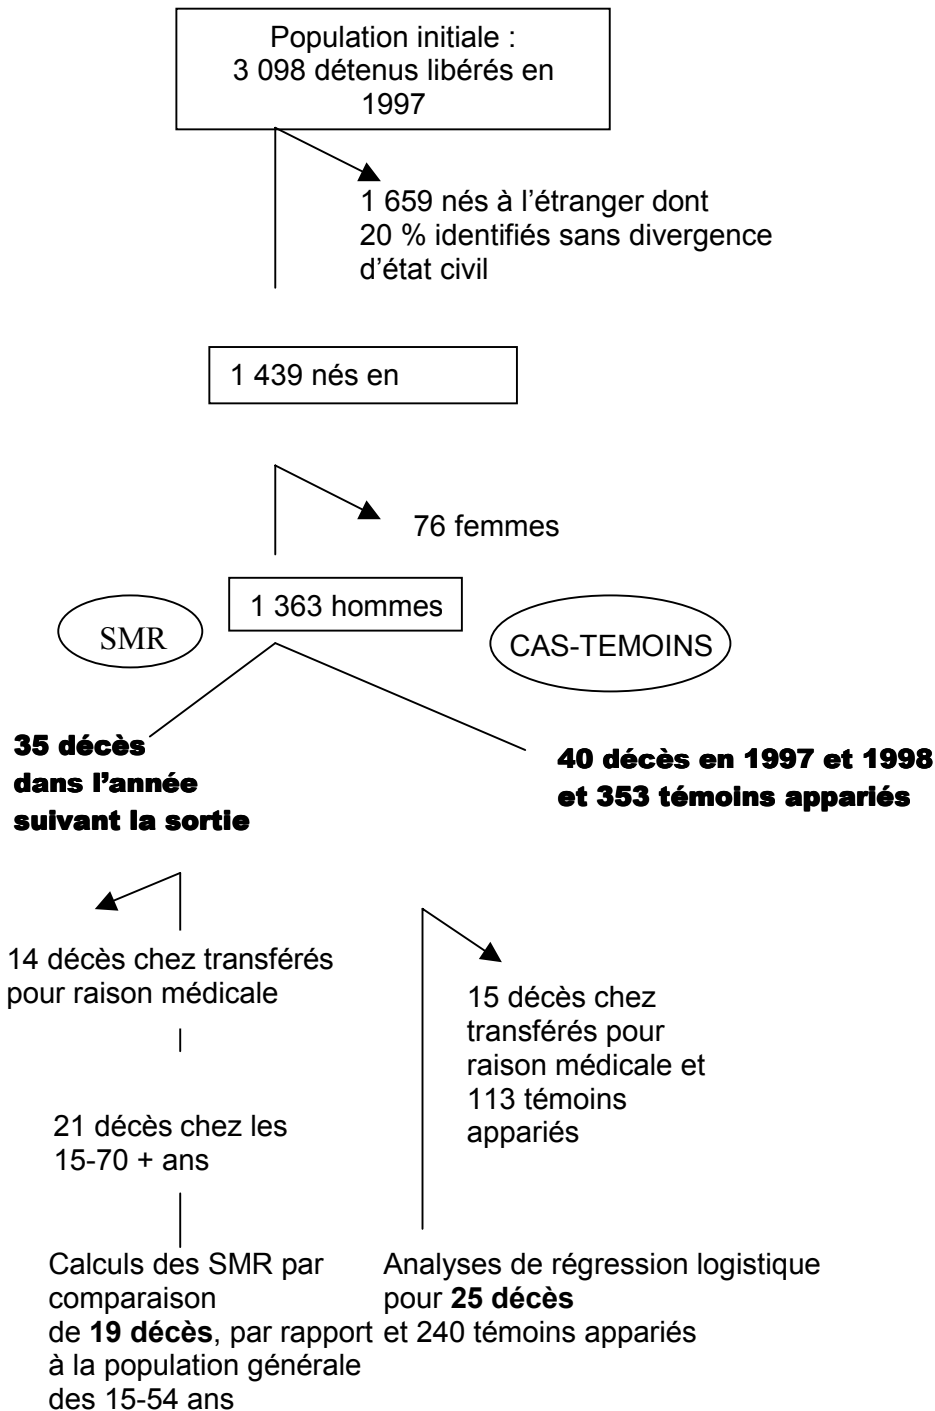 Population initiale :
3 098 détenus libérés en
1997
1 659 nés à l'étranger dont
20 % identifiés sans divergence
d'état civil
1 439 nés en
76 femmes
1 363 hommes
SMR
CAS-TEMOINS
35 décès
dans l'année
suivant la sortie
40 décès en 1997 et 1998
et 353 témoins appariés
14 décès chez transférés
pour raison médicale
15 décès chez
transférés pour
raison médicale et
113 témoins
appariés
21 décès chez les
15-70 + ans
Calculs des SMR par
comparaison
de 19 décès, par rapport
à la population générale
des 15-54 ans
Analyses de régression logistique
pour 25 décès
et 240 témoins appariés